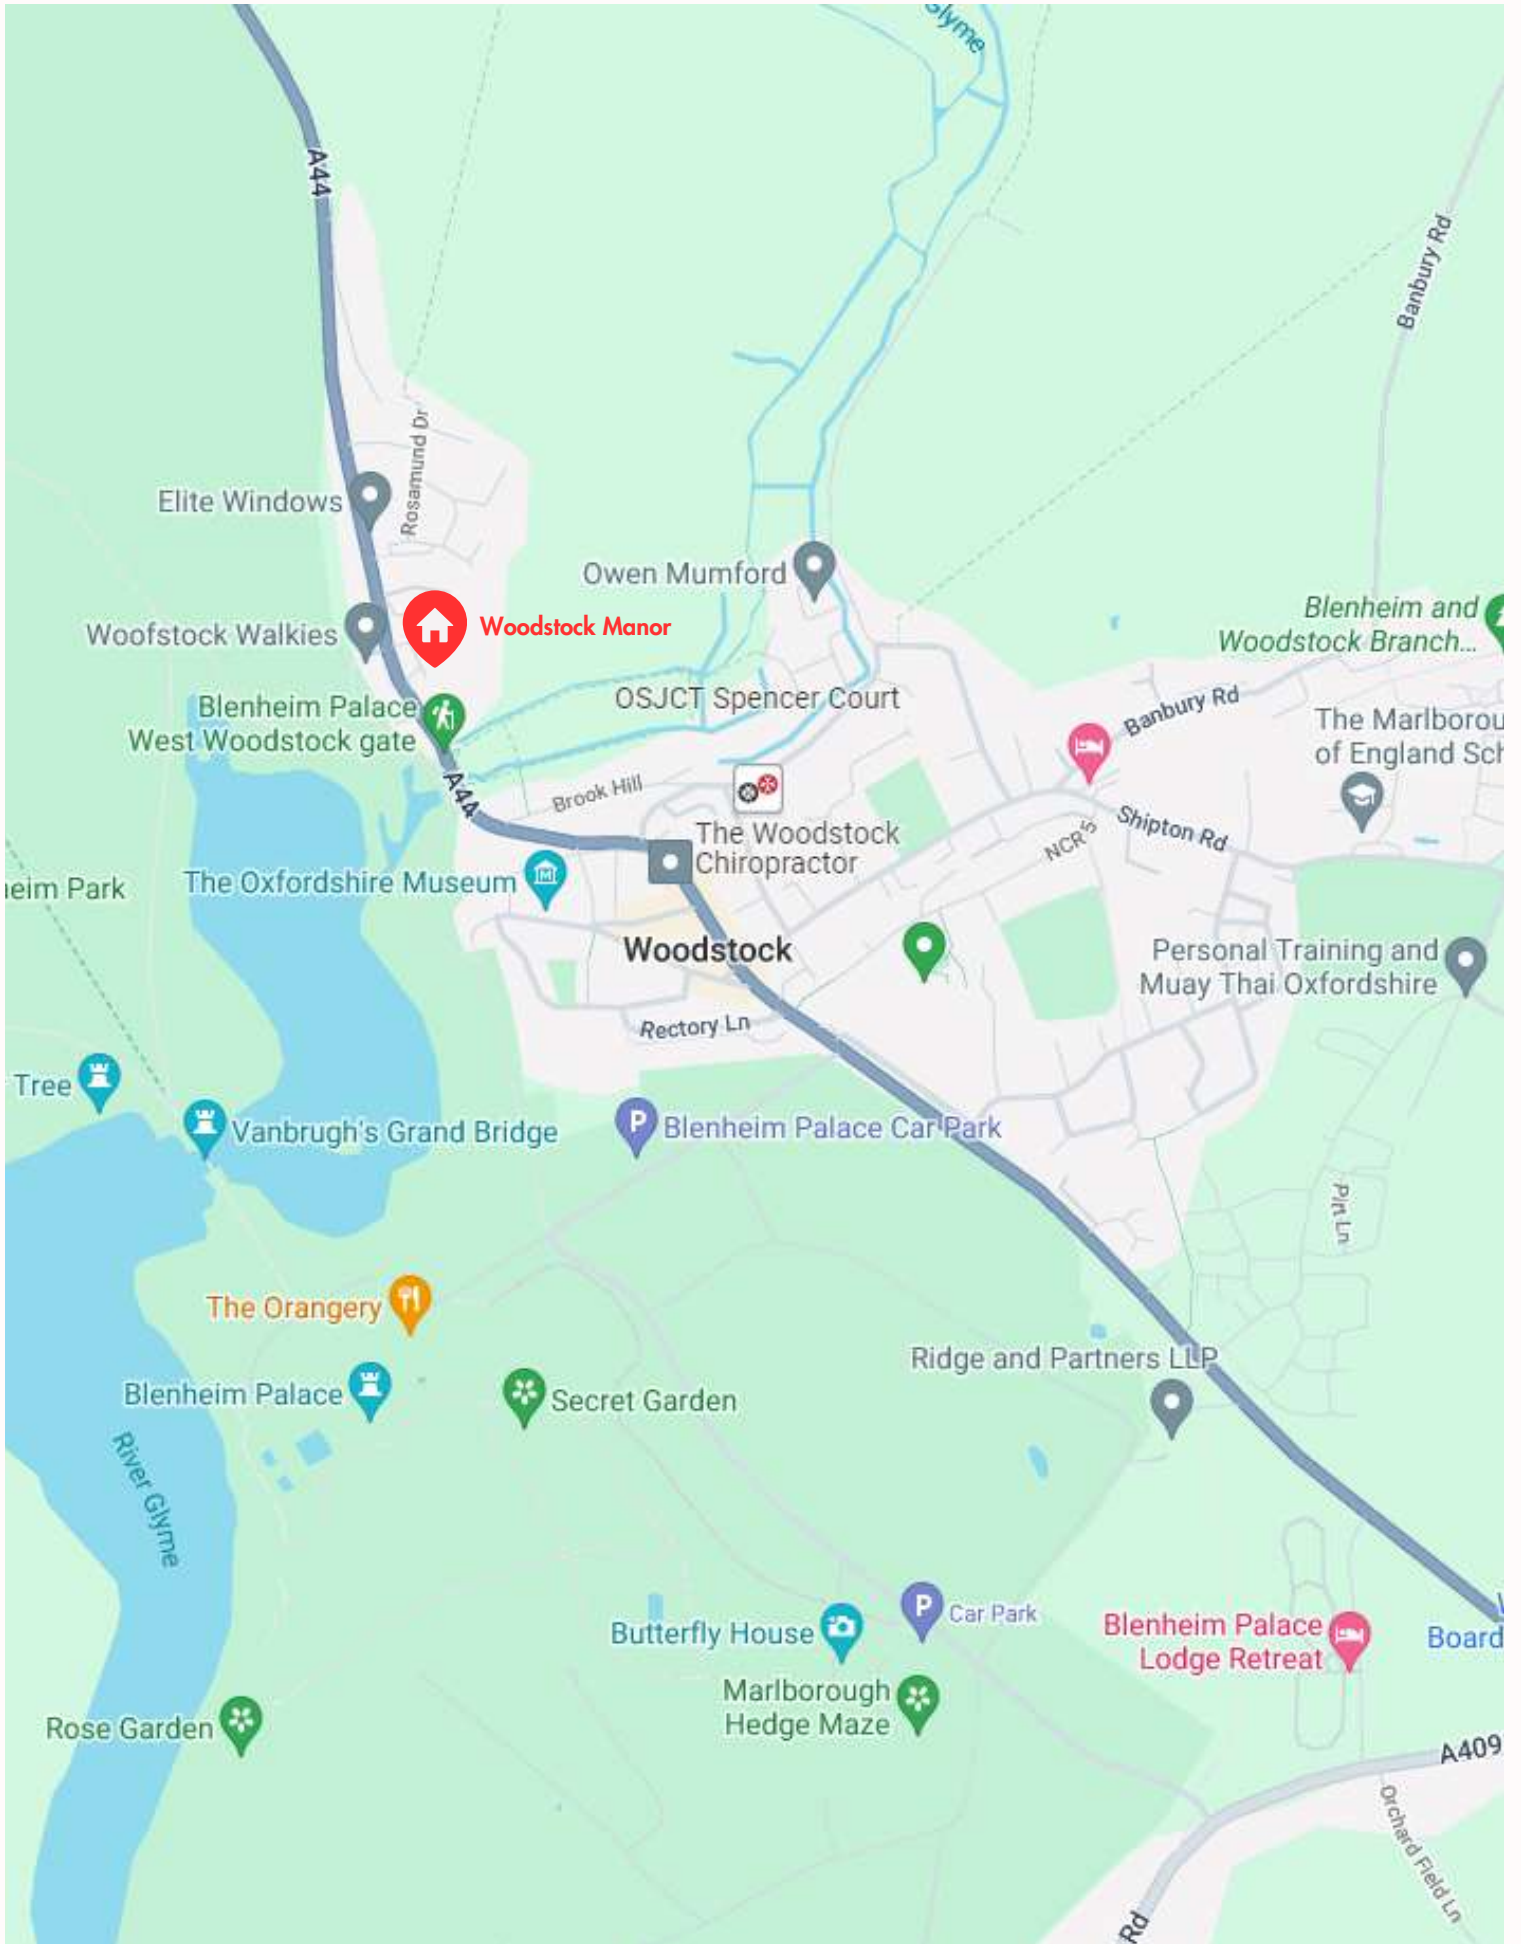 Glyme
A44
Banbury Rd
Rosamund Dr
Elite Windows
Owen Mumford
Blenheim and
Woodstock Branch...
Woodstock Manor
Woofstock Walkies
OSJCT Spencer Court
Blenheim Palace
West Woodstock gate
Banbury Rd
The Marlborou
of England Sch
A44
Brook Hill
The Woodstock
Chiropractor
NCR 5
Shipton Rd
The Oxfordshire Museum
heim Park
Woodstock
Personal Training and
Muay Thai Oxfordshire
Rectory Ln
Tree
Vanbrugh's Grand Bridge
P
Blenheim Palace Car Park
The Orangery
Ridge and Partners LLP
Blenheim Palace
Secret Garden
River Glyme
Butterfly House
P
Car Park
Blenheim Palace
Lodge Retreat
Board
Marlborough
Hedge Maze
Rose Garden
A409
Orchard Field Ln
Rd